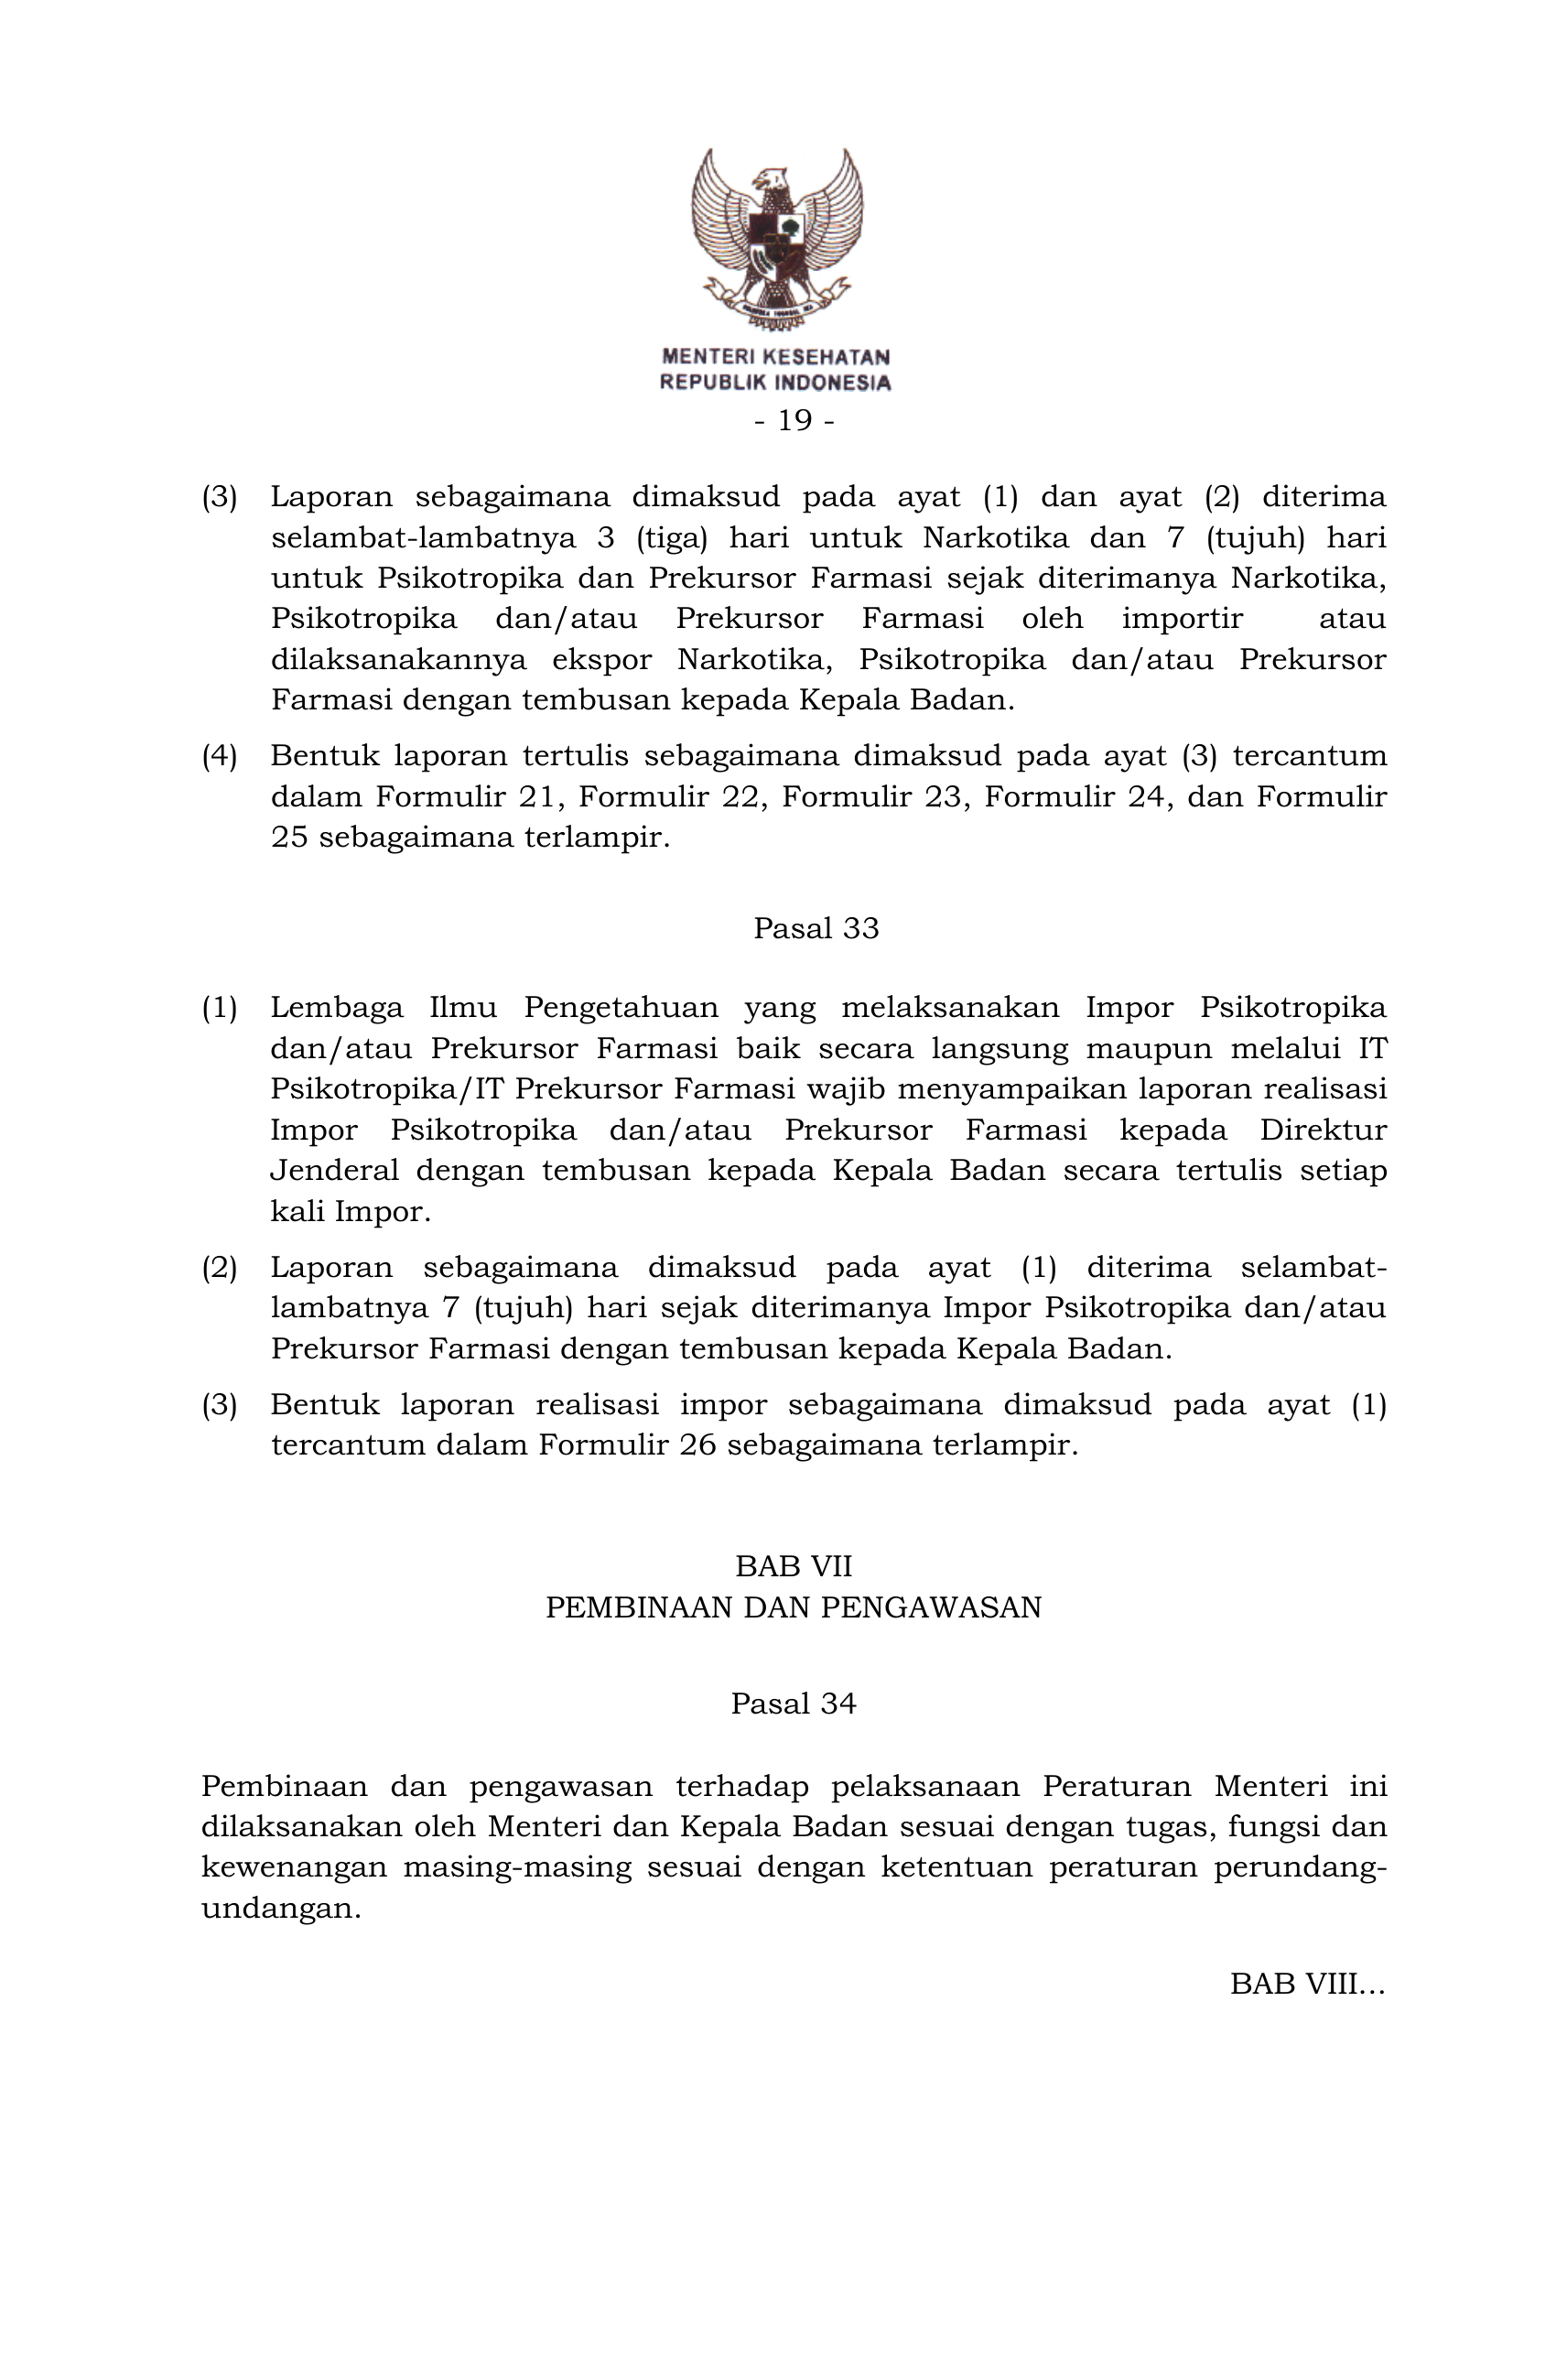 MENTERI KESEHATAN
REPUBLIK INDONESIA
- 19 -
(3) Laporan sebagaimana dimaksud pada ayat (1) dan ayat (2) diterima
selambat-lambatnya 3 (tiga) hari untuk Narkotika dan 7 (tujuh) hari
untuk Psikotropika dan Prekursor Farmasi sejak diterimanya Narkotika,
Psikotropika dan/atau Prekursor Farmasi oleh importir atau
dilaksanakannya ekspor Narkotika, Psikotropika dan/atau Prekursor
Farmasi dengan tembusan kepada Kepala Badan.
(4) Bentuk laporan tertulis sebagaimana dimaksud pada ayat (3) tercantum
dalam Formulir 21, Formulir 22, Formulir 23, Formulir 24, dan Formulir
25 sebagaimana terlampir.
Pasal 33
(1) Lembaga Ilmu Pengetahuan yang melaksanakan Impor Psikotropika
dan/atau Prekursor Farmasi baik secara langsung maupun melalui IT
Psikotropika/IT Prekursor Farmasi wajib menyampaikan laporan realisasi
Impor Psikotropika dan/atau Prekursor Farmasi kepada Direktur
Jenderal dengan tembusan kepada Kepala Badan secara tertulis setiap
kali Impor.
(2) Laporan sebagaimana dimaksud pada ayat (1) diterima selambat-
lambatnya 7 (tujuh) hari sejak diterimanya Impor Psikotropika dan/atau
Prekursor Farmasi dengan tembusan kepada Kepala Badan.
(3) Bentuk laporan realisasi impor sebagaimana dimaksud pada ayat (1)
tercantum dalam Formulir 26 sebagaimana terlampir.
BAB VII
PEMBINAAN DAN PENGAWASAN
Pasal 34
Pembinaan dan pengawasan terhadap pelaksanaan Peraturan Menteri ini
dilaksanakan oleh Menteri dan Kepala Badan sesuai dengan tugas, fungsi dan
kewenangan masing-masing sesuai dengan ketentuan peraturan perundang-
undangan.
BAB VIII...